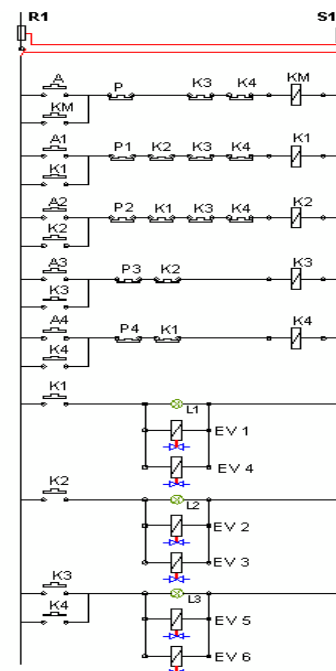 R1 S1
A P K3 K4 KM
KM
A1 P1 K2 K3 K4 K1
K1
A2 P2 K1 K3 K4 K2
K2
A3 P3 K2 K3
K3
A4 P4 K1 K4
K4
K1
L1
EV 1
EV 4
K2
L2
EV 2
EV 3
K3
L3
K4
EV 5
EV 6